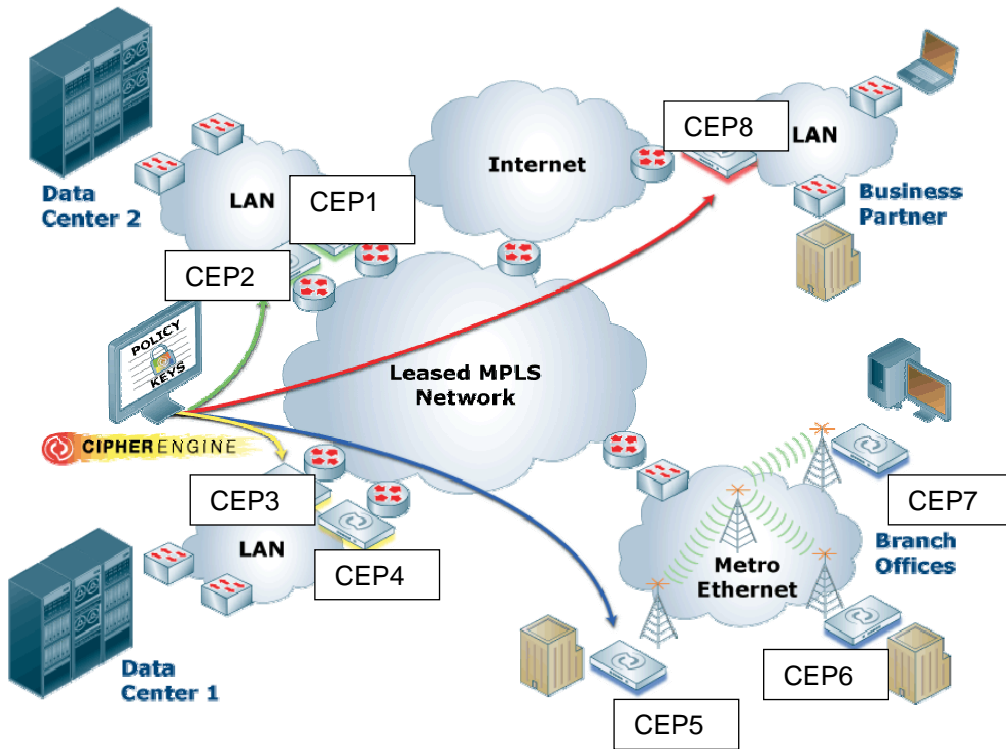 CEP8
LAN
Internet
Data
Center 2
LAN
CEP1
Business
Partner
CEP2
POLICY
KEYS
Leased MPLS
Network
CIPHERENGINE
CEP3
CEP7
LAN
CEP4
Metro
Ethernet
Branch
Offices
Data
Center 1
CEP6
CEP5